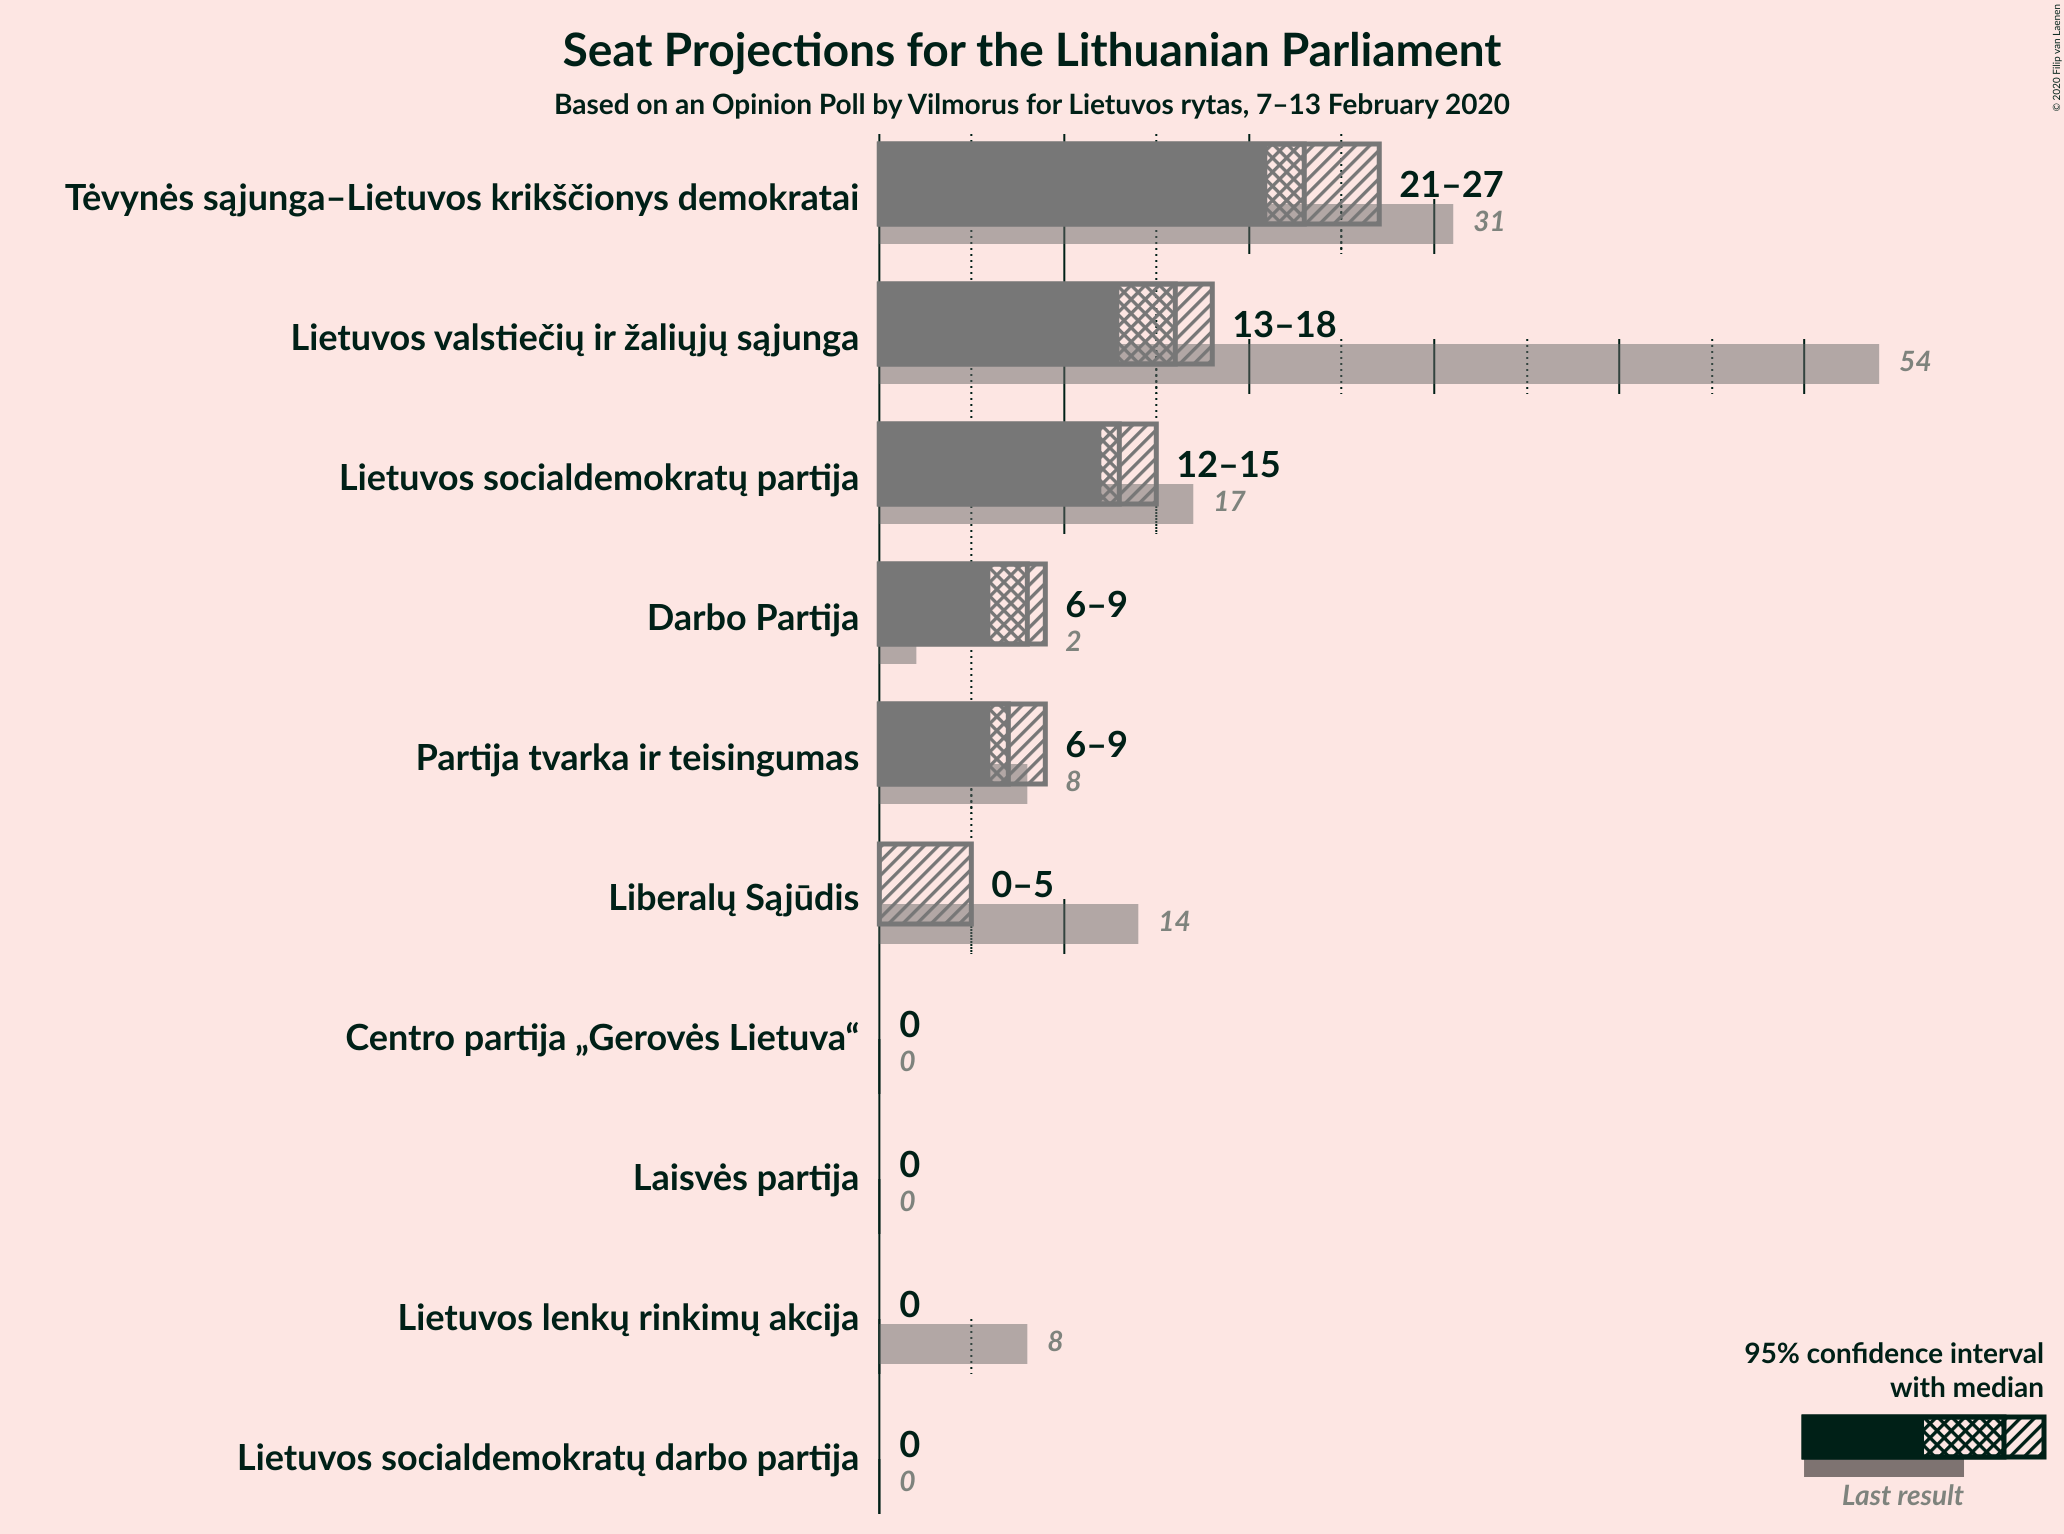 Seat Projections for the Lithuanian Parliament
Based on an Opinion Poll by Vilmorus for Lietuvos rytas, 7–13 February 2020
© 2020 Filip van Laenen
Tėvynės sąjunga–Lietuvos krikščionys demokratai
21–27
31
Lietuvos valstiečių ir žaliųjų sąjunga
13–18
54
Lietuvos socialdemokratų partija
12–15
17
Darbo Partija
6–9
2
Partija tvarka ir teisingumas
6–9
8
Liberalų Sąjūdis
0–5
14
Centro partija „Gerovės Lietuva“
0
0
Laisvės partija
0
0
Lietuvos lenkų rinkimų akcija
0
8
Lietuvos socialdemokratų darbo partija
0
0
95% confidence interval
with median
Last result